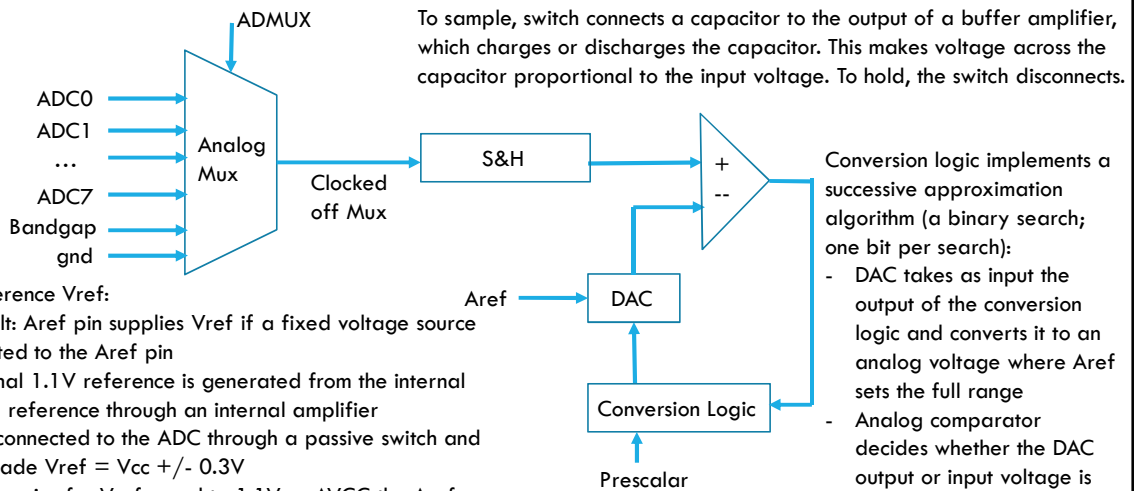 ADMUX
To sample, switch connects a capacitor to the output of a buffer amplifier,
which charges or discharges the capacitor. This makes voltage across the
capacitor proportional to the input voltage. To hold, the switch disconnects.
ADC0
ADC1
...
ADC7
Bandgap
gnd
Analog
Mux
Clocked
off Mux
S&H
+
--
Aref
DAC
Conversion Logic
Prescalar
Conversion logic implements a
successive approximation
algorithm (a binary search;
one bit per search):
- DAC takes as input the
output of the conversion
logic and converts it to an
analog voltage where Aref
sets the full range
- Analog comparator
decides whether the DAC
output or input voltage is
erence Vref:
lt: Aref pin supplies Vref if a fixed voltage source
ted to the Aref pin
nal 1.1V reference is generated from the internal
reference through an internal amplifier
connected to the ADC through a passive switch and
ade Vref = Vcc +/- 0.3V